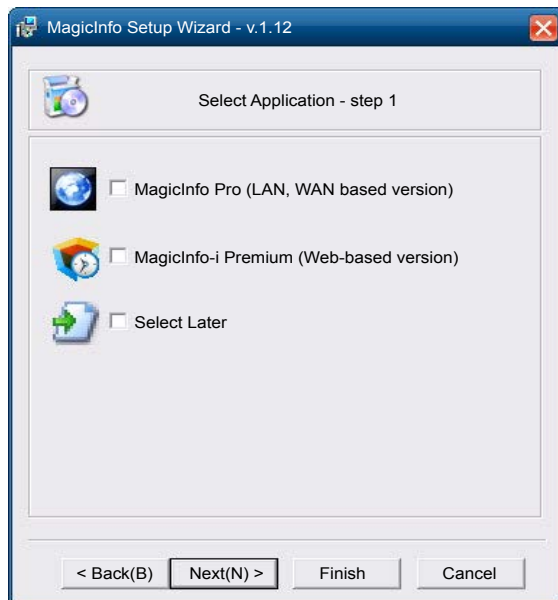 MagicInfo Setup Wizard - v.1.12
Select Application - step 1
MagicInfo Pro (LAN, WAN based version)
MagicInfo-i Premium (Web-based version)
Select Later
< Back(B) Next(N) > Finish Cancel